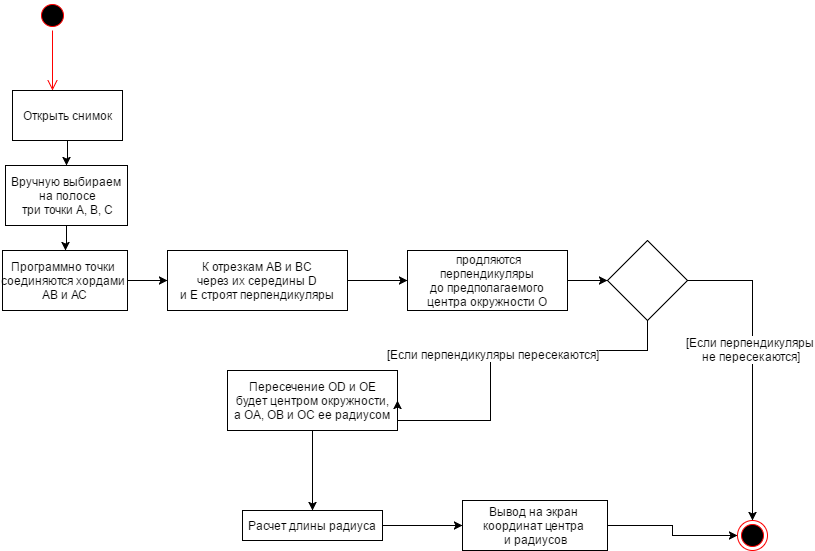 Открыть снимок
Вручную выбираем
на полосе
три точки A, B, C
Программно точки
соединяются хордами
AB и AC
К отрезкам AB и BC
через их середины D
и E строят перпендикуляры
продляются
перпендикуляры
до предполагаемого
центра окружности O
[Если перпендикуляры
не пересекаются]
[Если перпендикуляры пересекаются]
Пересечение OD и OE
будет центром окружности,
а OA, OB и OC ее радиусом
Расчет длины радиуса
Вывод на экран
координат центра
и радиусов